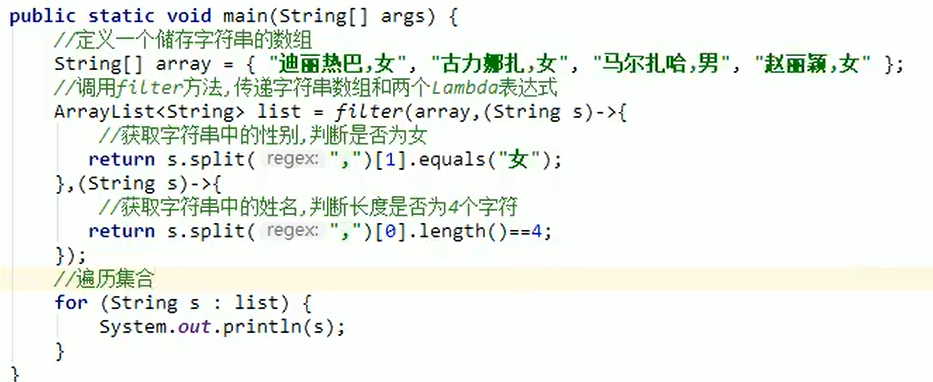 public static void main(String[] args) {
//定义一个储存字符串的数组
String[] array = { "迪丽热巴,女", "古力娜扎,女", "马尔扎哈,男", "赵丽颖,女" };
//调用filter方法,传递字符串数组和两个Lambda表达式
ArrayList<String> list = filter(array,(String s)->{
//获取字符串中的性别,判断是否为女
return s.split( regex: ",")[1].equals("女");
},(String s)->{
//获取字符串中的姓名,判断长度是否为4个字符
return s.split( regex: ",")[0].length()==4;
});
//遍历集合
for (String s : list) {
System.out.println(s);
}
}